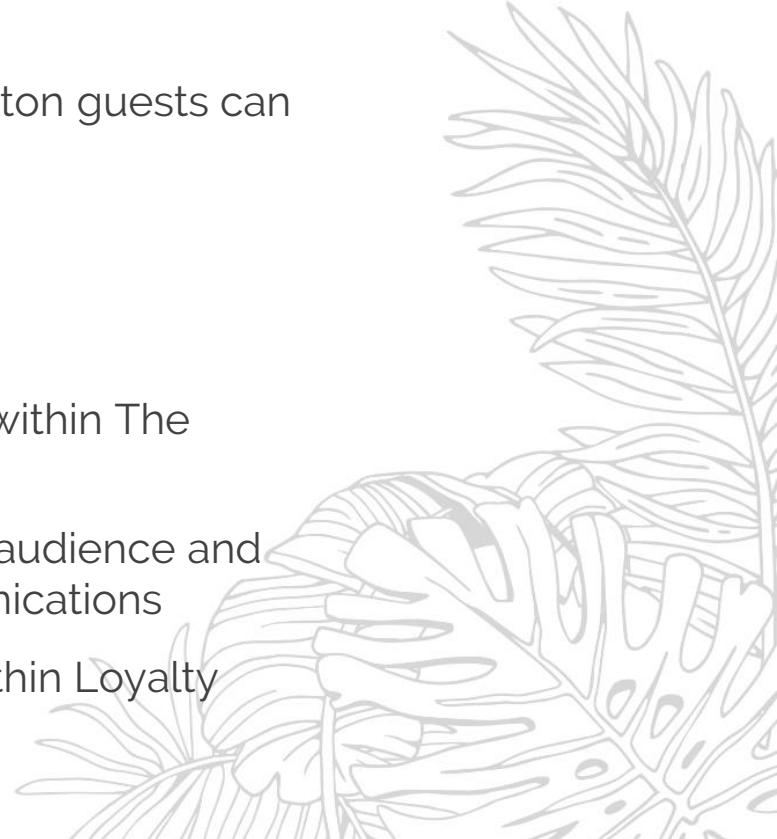 ton guests can
within The
audience and
nications
thin Loyalty